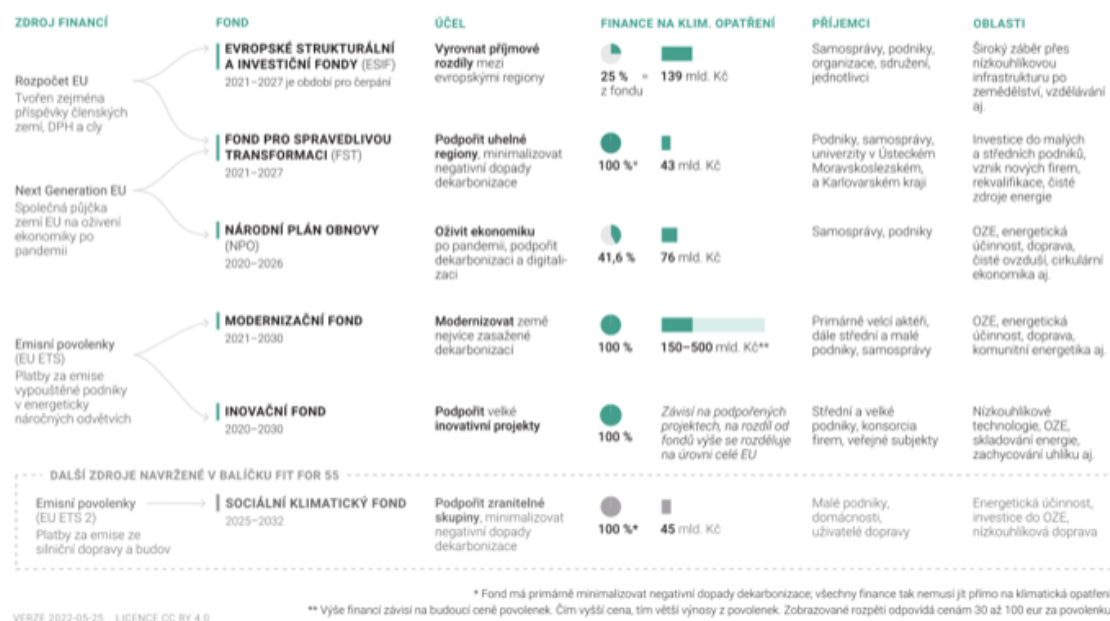 ZDROJ FINANCÍ
FOND
ÚČEL
FINANCE NA KLIM. OPATŘENÍ
PŘÍJEMCI
OBLASTI
Rozpočet EU
Tvořen zejména
příspěvky členských
zemí, DPH a cly
EVROPSKÉ STRUKTURÁLNÍ
A INVESTIČNÍ FONDY (ESIF)
2021–2027 je období pro čerpání
Vyrovnat příjmové
rozdíly mezi
evropskými regiony
25 % = 139 mld. Kč
z fondu
Samosprávy, podniky,
organizace, sdružení,
jednotlivci
Široký záběr přes
nízkouhlíkovou
infrastrukturu po
zemědělství, vzdělávání
aj.
FOND PRO SPRAVEDLIVOU
TRANSFORMACI (FST)
2021–2027
Podpořit uhelné
regiony, minimalizovat
negativní dopady
dekarbonizace
100 %* 43 mld. Kč
Podniky, samosprávy,
univerzity v Ústeckém
Moravskoslezském,
a Karlovarském kraji
Investice do malých
a středních podniků,
vznik nových firem,
rekvalifikace, čisté
zdroje energie
Next Generation EU
Společná půjčka
zemí EU na oživení
ekonomiky po
pandemii
NÁRODNÍ PLÁN OBNOVY
(NPO)
2020–2026
Oživit ekonomiku
po pandemii, podpořit
dekarbonizaci a digitali-
zaci
41,6 % 76 mld. Kč
Samosprávy, podniky
OZE, energetická
účinnost, doprava,
čisté ovzduší, cirkulární
ekonomika aj.
Emisní povolenky
(EU ETS)
Platby za emise
vypouštěné podniky
v energeticky
náročných odvětvích
MODERNIZAČNÍ FOND
2021–2030
Modernizovat země
nejvíce zasažené
dekarbonizací
100 % 150–500 mld. Kč**
Primárně velcí aktéři,
dále střední a malé
podniky, samosprávy
OZE, energetická
účinnost, doprava,
komunitní energetika aj.
INOVAČNÍ FOND
2020–2030
Podpořit velké
inovativní projekty
100 %
Závisí na podpořených
projektech, na rozdíl od
fondů výše se rozděluje
na úrovni celé EU
Střední a velké
podniky, konsorcia
firem, veřejné subjekty
Nízkouhlíkové
technologie, OZE,
skladování energie,
zachycování uhlíku aj.
DALŠÍ ZDROJE NAVRŽENÉ V BALÍČKU FIT FOR 55
Emisní povolenky
(EU ETS 2)
Platby za emise ze
silniční dopravy a budov
SOCIÁLNÍ KLIMATICKÝ FOND
2025–2032
Podpořit zranitelné
skupiny, minimalizovat
negativní dopady
dekarbonizace
100 %* 45 mld. Kč
Malé podniky,
domácnosti,
uživatelé dopravy
Energetická účinnost,
investice do OZE,
nízkouhlíková doprava
* Fond má primárně minimalizovat negativní dopady dekarbonizace; všechny finance tak nemusí jít přímo na klimatická opatření
** Výše financí závisí na budoucí ceně povolenek. Čím vyšší cena, tím větší výnosy z povolenek. Zobrazované rozpětí odpovídá cenám 30 až 100 eur za povolenku
VERZE 2022-05-25 LICENCE CC BY 4.0